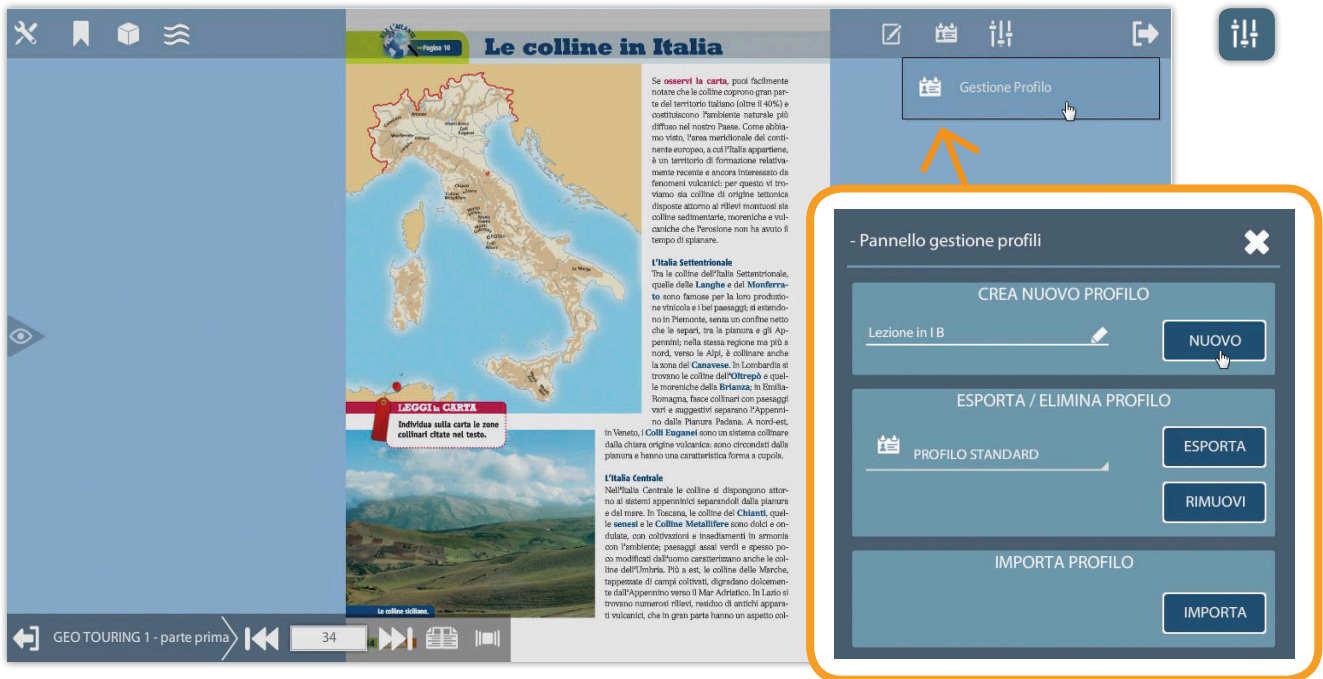 VAI ALL'ATLANTE
Pagina 10
Le colline in Italia
Gestione Profilo
Se osservi la carta, puoi facilmente
notare che le colline coprono gran par-
te del territorio italiano (oltre il 40%) e
costituiscono l'ambiente naturale più
diffuso nel nostro Paese. Come abbia-
mo visto, l'area meridionale del conti-
nente europeo, a cui l'Italia appartiene,
è un territorio di formazione relativa-
mente recente e ancora interessato da
fenomeni vulcanici: per questo vi tro-
viamo sia colline di origine tettonica
disposte attorno ai rilievi montuosi sia
colline sedimentarie, moreniche e vul-
caniche che l'erosione non ha avuto il
tempo di spianare.
L'Italia Settentrionale
Tra le colline dell'Italia Settentrionale,
quelle delle Langhe e del Monferra-
to sono famose per la loro produzio-
ne vinicola e i bei paesaggi; si estendo-
no in Piemonte, senza un confine netto
che le separi, tra la pianura e gli Ap-
pennini; nella stessa regione ma più a
nord, verso le Alpi, è collinare anche
la zona del Canavese. In Lombardia si
trovano le colline dell'Oltrepò e quel-
le moreniche della Brianza; in Emilia-
Romagna, fasce collinari con paesaggi
vari e suggestivi separano l'Appenni-
no dalla Pianura Padana. A nord-est,
in Veneto, i Colli Euganei sono un sistema collinare
dalla chiara origine vulcanica: sono circondati dalla
pianura e hanno una caratteristica forma a cupola.
L'Italia Centrale
Nell'Italia Centrale le colline si dispongono attor-
no ai sistemi appenninici separandoli dalla pianura
e dal mare. In Toscana, le colline del Chianti, quel-
le senesi e le Colline Metallifere sono dolci e on-
dulate, con coltivazioni e insediamenti in armonia
con l'ambiente; paesaggi assai verdi e spesso po-
co modificati dall'uomo caratterizzano anche le col-
line dell'Umbria. Più a est, le colline delle Marche,
tappezzate di campi coltivati, digradano dolcemen-
te dall'Appennino verso il Mar Adriatico. In Lazio si
trovano numerosi rilievi, residuo di antichi appara-
ti vulcanici, che in gran parte hanno un aspetto col-
Canavese
Brianza
Monferrato
Langhe
Oltrepò
Colli
Euganei
Chianti
Colline
Metallifere
ROMA
Le Murge
LEGGI la CARTA
Individua sulla carta le zone
collinari citate nel testo.
Le colline siciliane.
GEO TOURING 1 - parte prima
34
- Pannello gestione profili
CREA NUOVO PROFILO
Lezione in I B
NUOVO
ESPORTA / ELIMINA PROFILO
PROFILO STANDARD
ESPORTA
RIMUOVI
IMPORTA PROFILO
IMPORTA